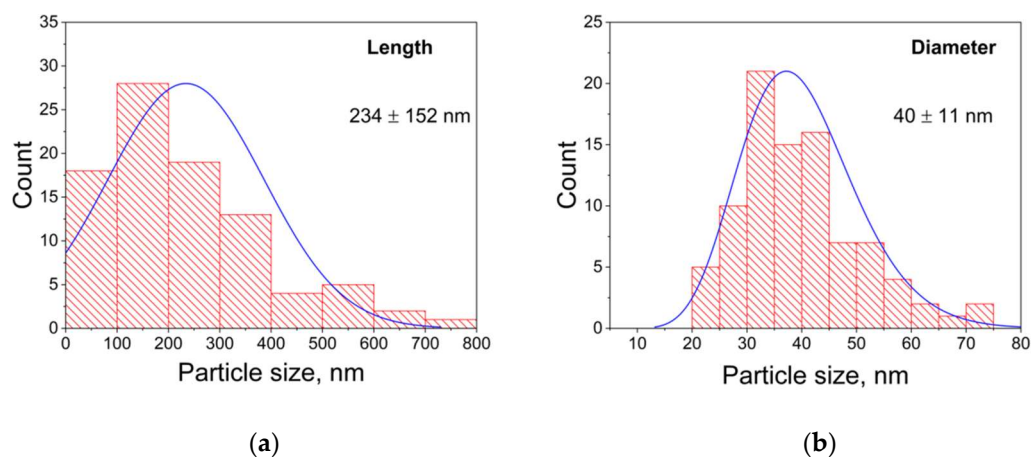 35
30
25
20
15
10
5
0
Count
Length
234 ± 152 nm
0 100 200 300 400 500 600 700 800
Particle size, nm
(a)
25
20
15
10
5
0
Count
Diameter
40 ± 11 nm
10 20 30 40 50 60 70 80
Particle size, nm
(b)